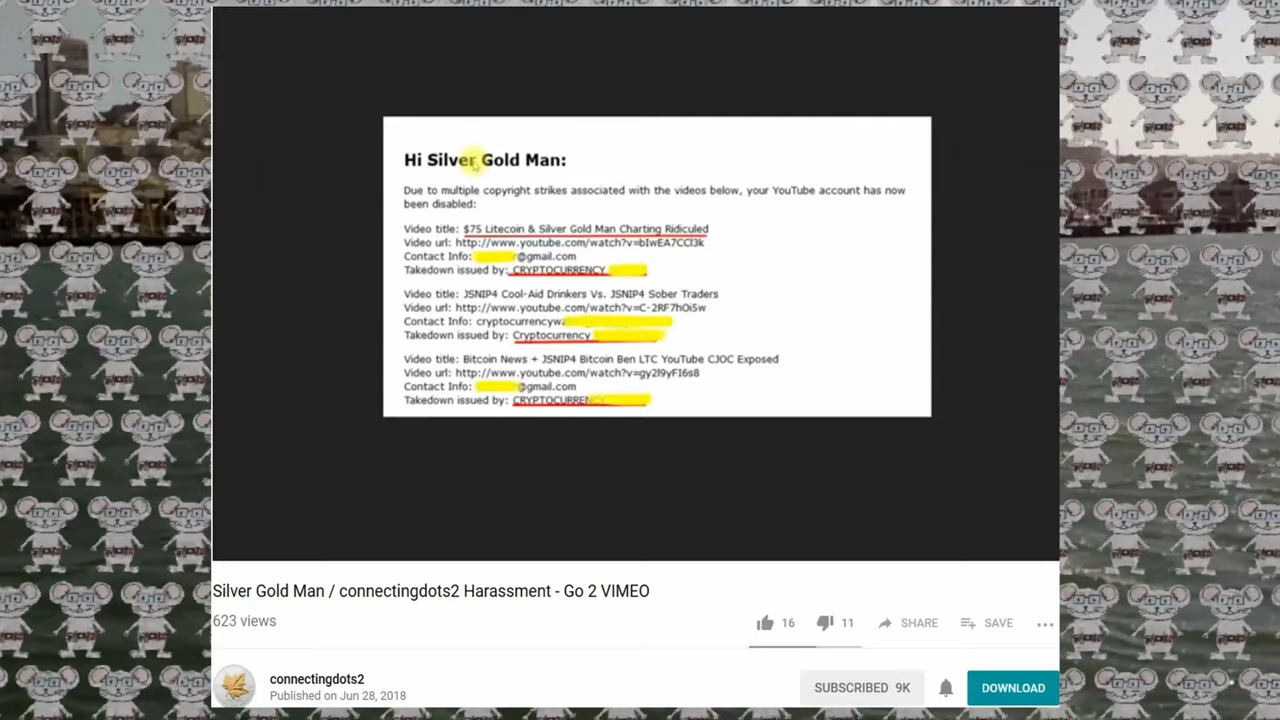 Hi Silver Gold Man:
Due to multiple copyright strikes associated with the videos below, your YouTube account has now
been disabled:
Video title: $75 Litecoin & Silver Gold Man Charting Ridiculed
Video url: http://www.youtube.com/watch?v=bIwEA7CCl3k
Contact Info: r@gmail.com
Takedown issued by: CRYPTOCURRENCY
Video title: JSNIP4 Cool-Aid Drinkers Vs. JSNIP4 Sober Traders
Video url: http://www.youtube.com/watch?v=C-2RF7hOi5w
Contact Info: cryptocurrencywa
Takedown issued by: Cryptocurrency
Video title: Bitcoin News + JSNIP4 Bitcoin Ben LTC YouTube CJOC Exposed
Video url: http://www.youtube.com/watch?v=gy2l9yFI6s8
Contact Info: r@gmail.com
Takedown issued by: CRYPTOCURRENCY
Silver Gold Man / connectingdots2 Harassment - Go 2 VIMEO
623 views
16 11 SHARE SAVE
connectingdots2
Published on Jun 28, 2018
SUBSCRIBED 9K
DOWNLOAD